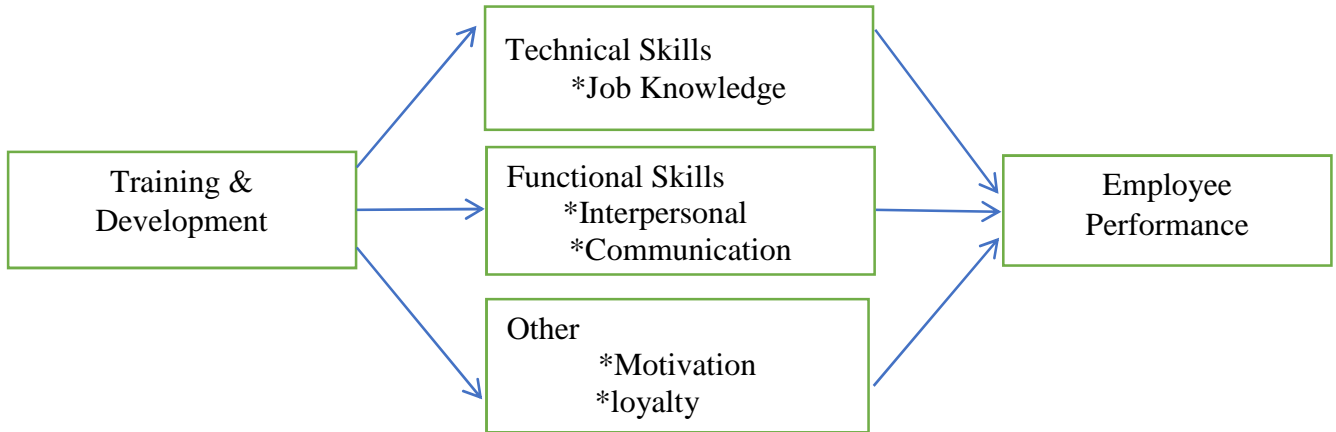 Training &
Development
Technical Skills
*Job Knowledge
Functional Skills
*Interpersonal
*Communication
Other
*Motivation
*loyalty
Employee
Performance